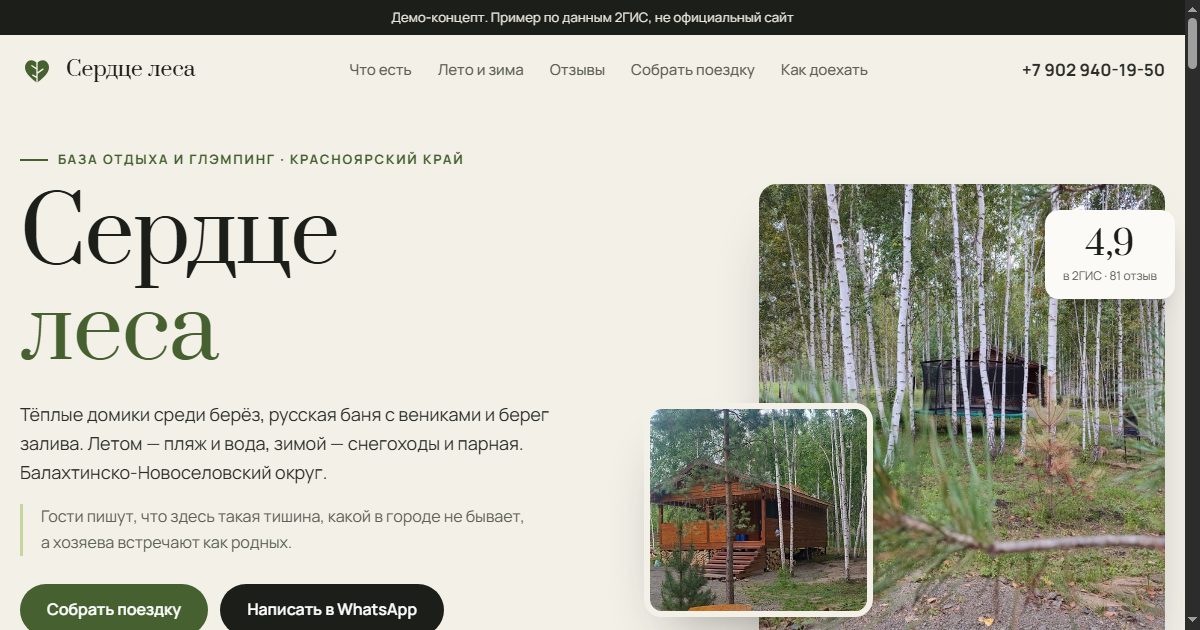 Демо-концепт. Пример по данным 2ГИС, не официальный сайт
Сердце леса
Что есть
Лето и зима
Отзывы
Собрать поездку
Как доехать
+7 902 940-19-50
БАЗА ОТДЫХА И ГЛЭМПИНГ · КРАСНОЯРСКИЙ КРАЙ
Сердце
леса
4,9
в 2ГИС · 81 отзыв
Тёплые домики среди берёз, русская баня с вениками и берег
залива. Летом — пляж и вода, зимой — снегоходы и парная.
Балахтинско-Новоселовский округ.
Гости пишут, что здесь такая тишина, какой в городе не бывает,
а хозяева встречают как родных.
Собрать поездку
Написать в WhatsApp